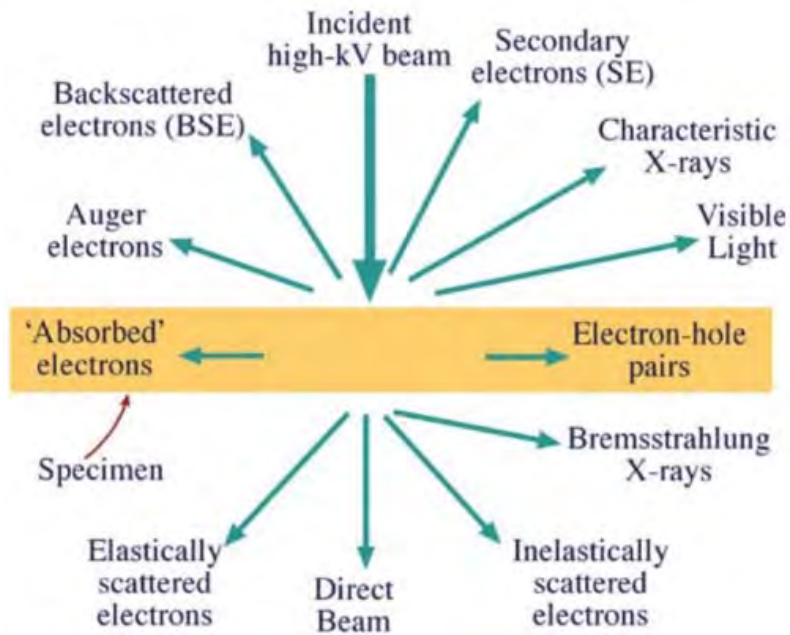 Incident
high-kV beam
Secondary
electrons (SE)
Backscattered
electrons (BSE)
Characteristic
X-rays
Auger
electrons
Visible
Light
'Absorbed'
electrons
Electron-hole
pairs
Specimen
Bremsstrahlung
X-rays
Elastically
scattered
electrons
Direct
Beam
Inelastically
scattered
electrons